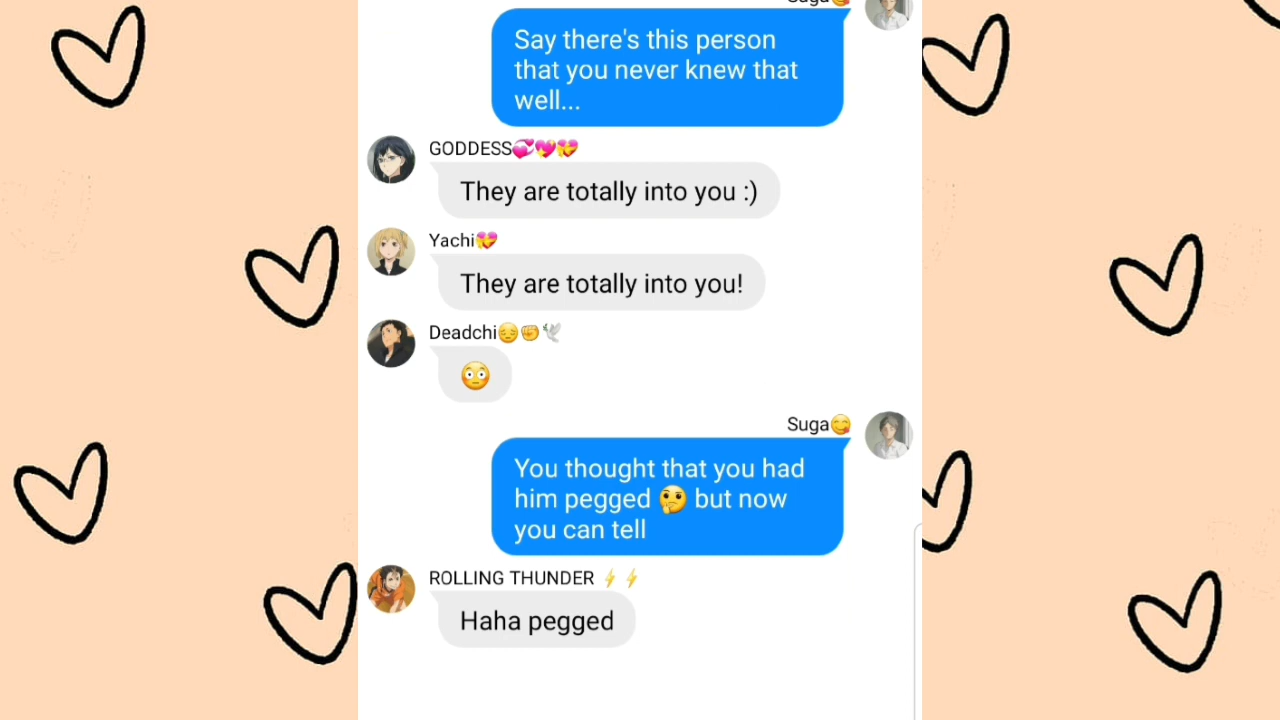 Suga😋
Say there's this person
that you never knew that
well...
GODDESS💞💖💝
They are totally into you :)
Yachi💝
They are totally into you!
Deadchi😔✊🕊
😳
Suga😋
You thought that you had
him pegged 🤔 but now
you can tell
ROLLING THUNDER ⚡⚡
Haha pegged